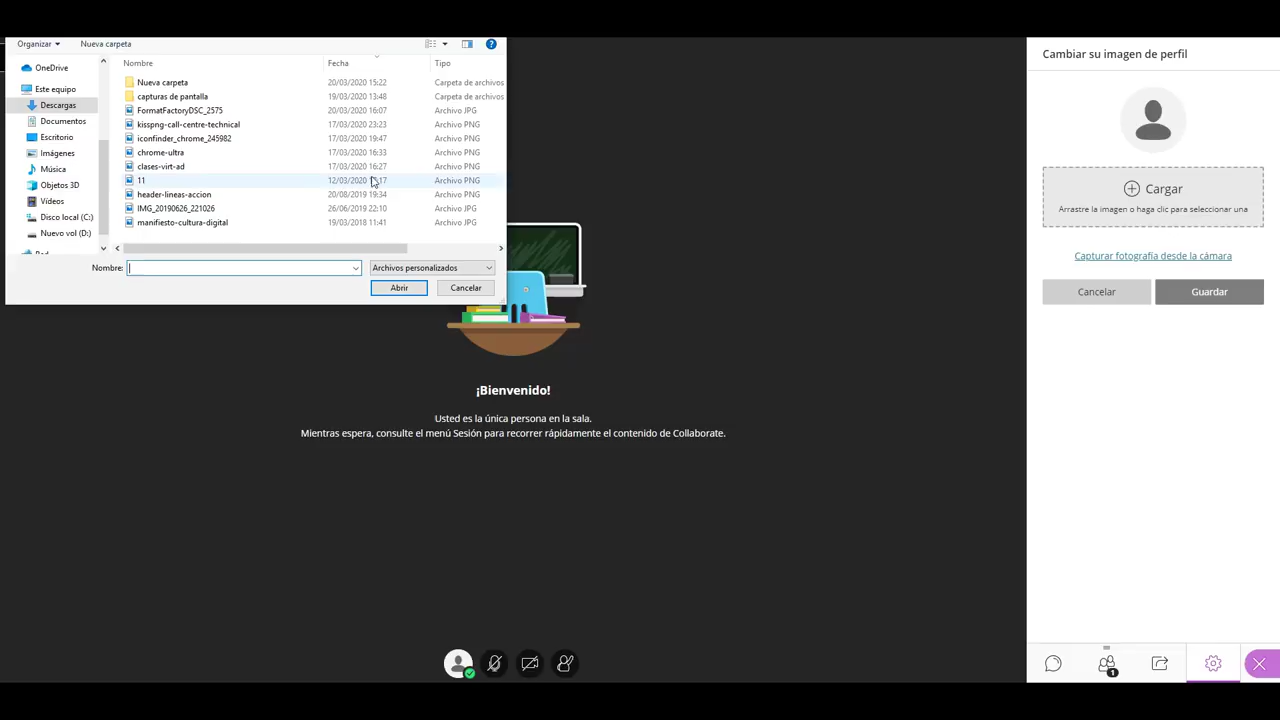 Organizar Nueva carpeta
OneDrive
Este equipo
Descargas
Documentos
Escritorio
Imágenes
Música
Objetos 3D
Vídeos
Disco local (C:)
Nuevo vol (D:)
Nombre Fecha Tipo
Nueva carpeta 20/03/2020 15:22 Carpeta de archivos
capturas de pantalla 19/03/2020 13:48 Carpeta de archivos
FormatFactoryDSC_2575 20/03/2020 16:07 Archivo JPG
kisspng-call-centre-technical 17/03/2020 23:23 Archivo PNG
iconfinder_chrome_245982 17/03/2020 19:47 Archivo PNG
chrome-ultra 17/03/2020 16:33 Archivo PNG
clases-virt-ad 17/03/2020 16:27 Archivo PNG
11 12/03/2020 Archivo PNG
header-lineas-accion 20/08/2019 19:34 Archivo PNG
IMG_20190626_221026 26/06/2019 22:10 Archivo JPG
manifiesto-cultura-digital 19/03/2018 11:41 Archivo JPG
Nombre: Archivos personalizados
Abrir Cancelar
¡Bienvenido!
Usted es la única persona en la sala.
Mientras espera, consulte el menú Sesión para recorrer rápidamente el contenido de Collaborate.
Cambiar su imagen de perfil
Cargar
Arrastre la imagen o haga clic para seleccionar una
Capturar fotografía desde la cámara
Cancelar Guardar
1